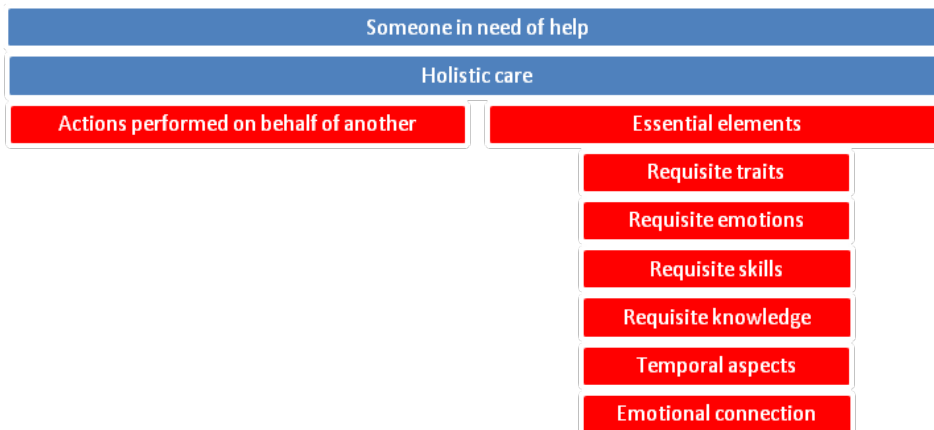 Someone in need of help
Holistic care
Actions performed on behalf of another
Essential elements
Requisite traits
Requisite emotions
Requisite skills
Requisite knowledge
Temporal aspects
Emotional connection